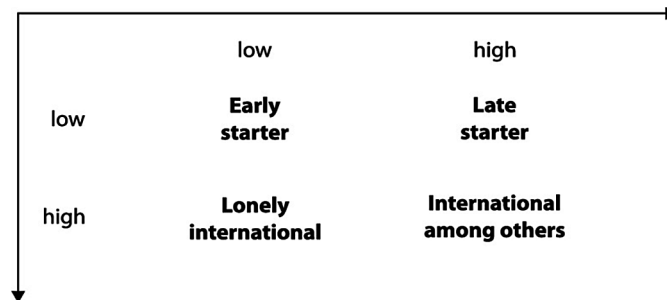 low high
low Early Late
starter starter
high Lonely International
international among others